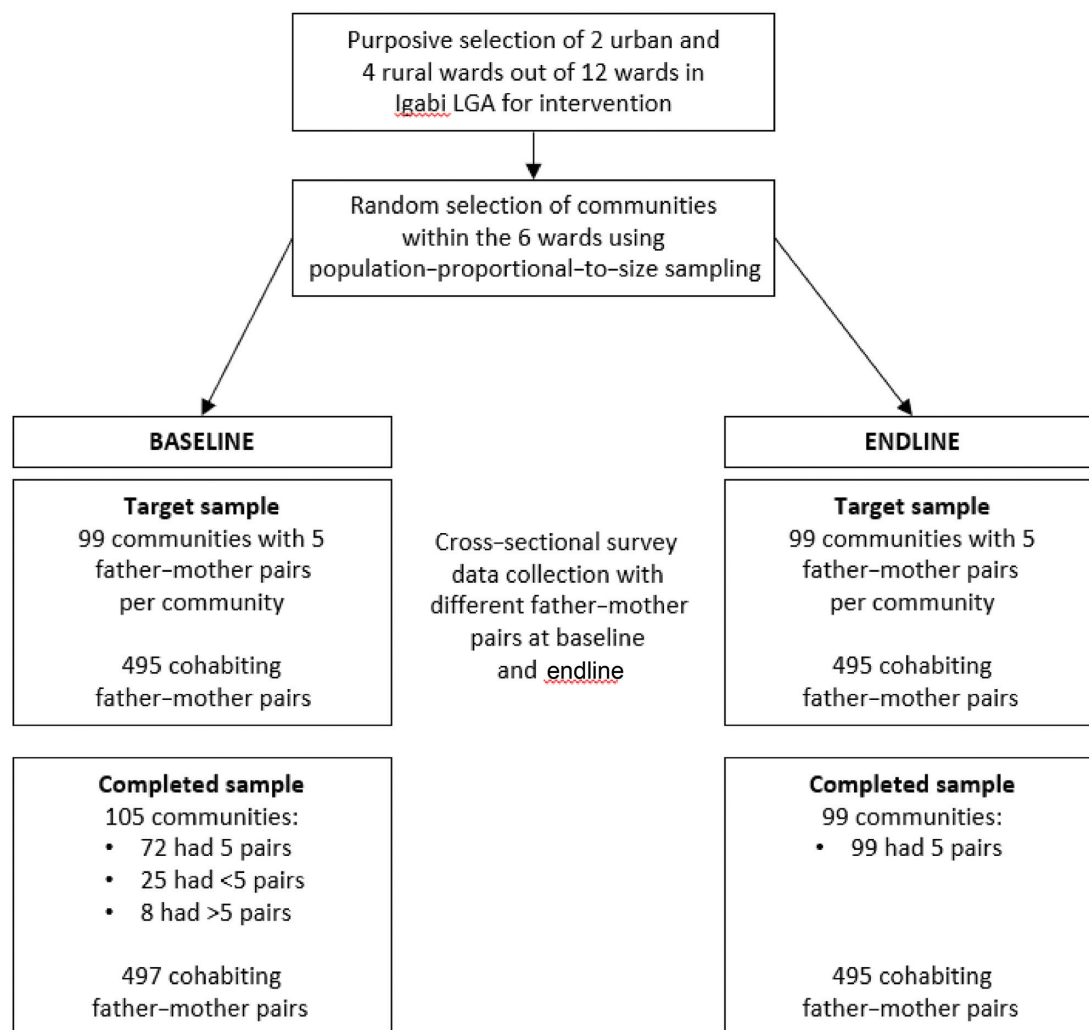 Purposive selection of 2 urban and
4 rural wards out of 12 wards in
Igabi LGA for intervention
Random selection of communities
within the 6 wards using
population–proportional–to–size sampling
BASELINE
Target sample
99 communities with 5
father–mother pairs
per community
495 cohabiting
father–mother pairs
Completed sample
105 communities:
• 72 had 5 pairs
• 25 had <5 pairs
• 8 had >5 pairs
497 cohabiting
father–mother pairs
Cross–sectional survey
data collection with
different father–mother
pairs at baseline
and endline
ENDLINE
Target sample
99 communities with 5
father–mother pairs
per community
495 cohabiting
father–mother pairs
Completed sample
99 communities:
• 99 had 5 pairs
495 cohabiting
father–mother pairs